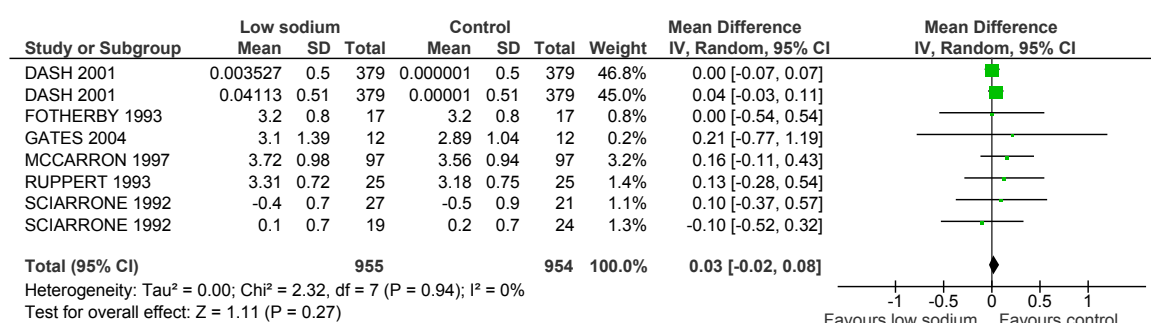 Low sodium Control Mean Difference Mean Difference
Study or Subgroup Mean SD Total Mean SD Total Weight IV, Random, 95% CI IV, Random, 95% CI
DASH 2001 0.003527 0.5 379 0.000001 0.5 379 46.8% 0.00 [-0.07, 0.07]
DASH 2001 0.04113 0.51 379 0.00001 0.51 379 45.0% 0.04 [-0.03, 0.11]
FOTHERBY 1993 3.2 0.8 17 3.2 0.8 17 0.8% 0.00 [-0.54, 0.54]
GATES 2004 3.1 1.39 12 2.89 1.04 12 0.2% 0.21 [-0.77, 1.19]
MCCARRON 1997 3.72 0.98 97 3.56 0.94 97 3.2% 0.16 [-0.11, 0.43]
RUPPERT 1993 3.31 0.72 25 3.18 0.75 25 1.4% 0.13 [-0.28, 0.54]
SCIARRONE 1992 -0.4 0.7 27 -0.5 0.9 21 1.1% 0.10 [-0.37, 0.57]
SCIARRONE 1992 0.1 0.7 19 0.2 0.7 24 1.3% -0.10 [-0.52, 0.32]
Total (95% CI) 955 954 100.0% 0.03 [-0.02, 0.08]
Heterogeneity: Tau² = 0.00; Chi² = 2.32, df = 7 (P = 0.94); I² = 0%
Test for overall effect: Z = 1.11 (P = 0.27)
-1 -0.5 0 0.5 1
Favours low sodium Favours control